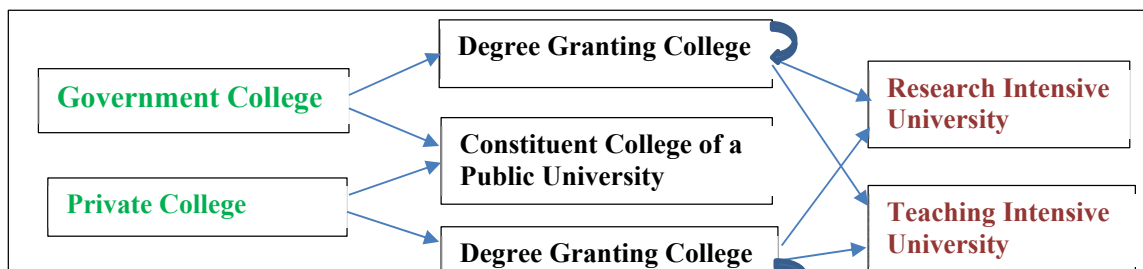 Degree Granting College
Government College
Research Intensive
University
Constituent College of a
Public University
Private College
Teaching Intensive
University
Degree Granting College